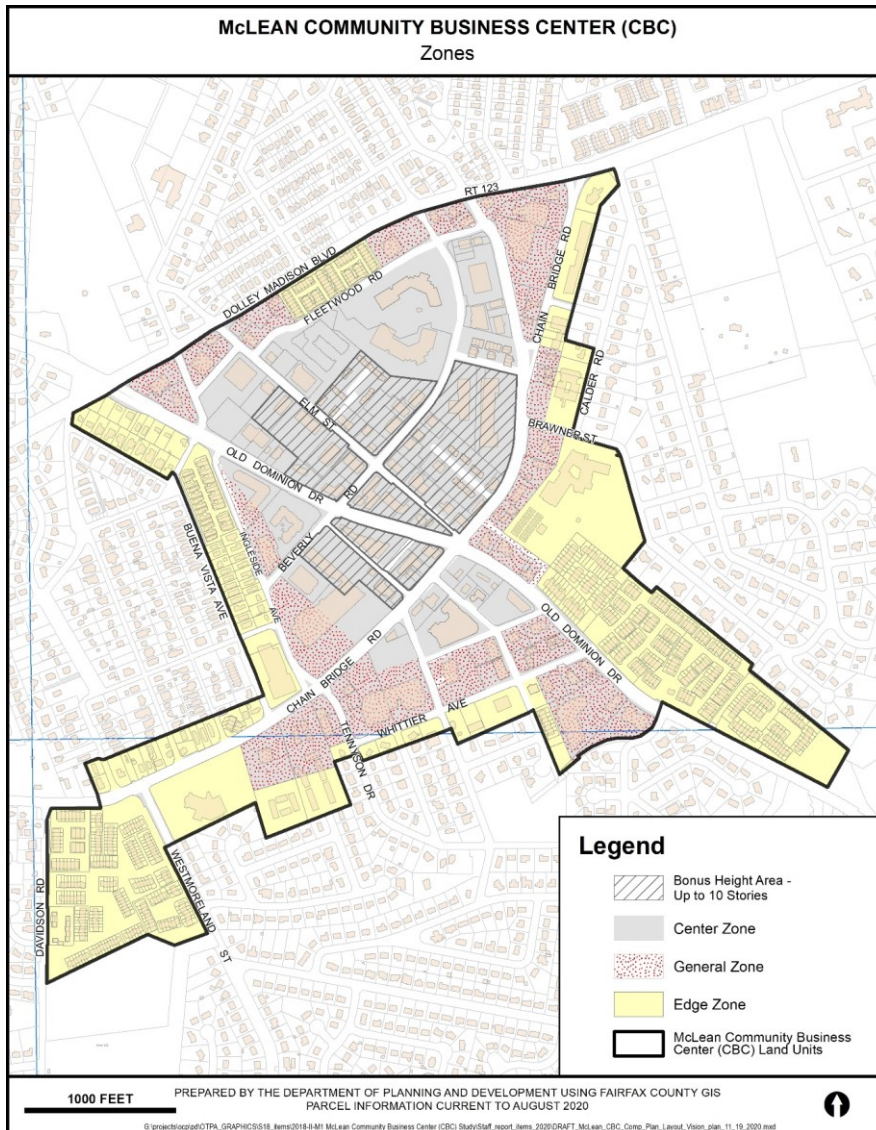 McLEAN COMMUNITY BUSINESS CENTER (CBC)
Zones
RT 123
DOLLEY MADISON BLVD
FLEETWOOD RD
CHAIN BRIDGE RD
CALDER RD
BRAWNER ST
ELM ST
OLD DOMINION DR
BEVERLY RD
INGLESIDE AVE
BUENA VISTA AVE
OLD DOMINION DR
CHAIN BRIDGE RD
WHITTIER AVE
TENNYSON DR
WESTMORELAND ST
DAVIDSON RD
Legend
Bonus Height Area -
Up to 10 Stories
Center Zone
General Zone
Edge Zone
McLean Community Business
Center (CBC) Land Units
1000 FEET
PREPARED BY THE DEPARTMENT OF PLANNING AND DEVELOPMENT USING FAIRFAX COUNTY GIS
PARCEL INFORMATION CURRENT TO AUGUST 2020